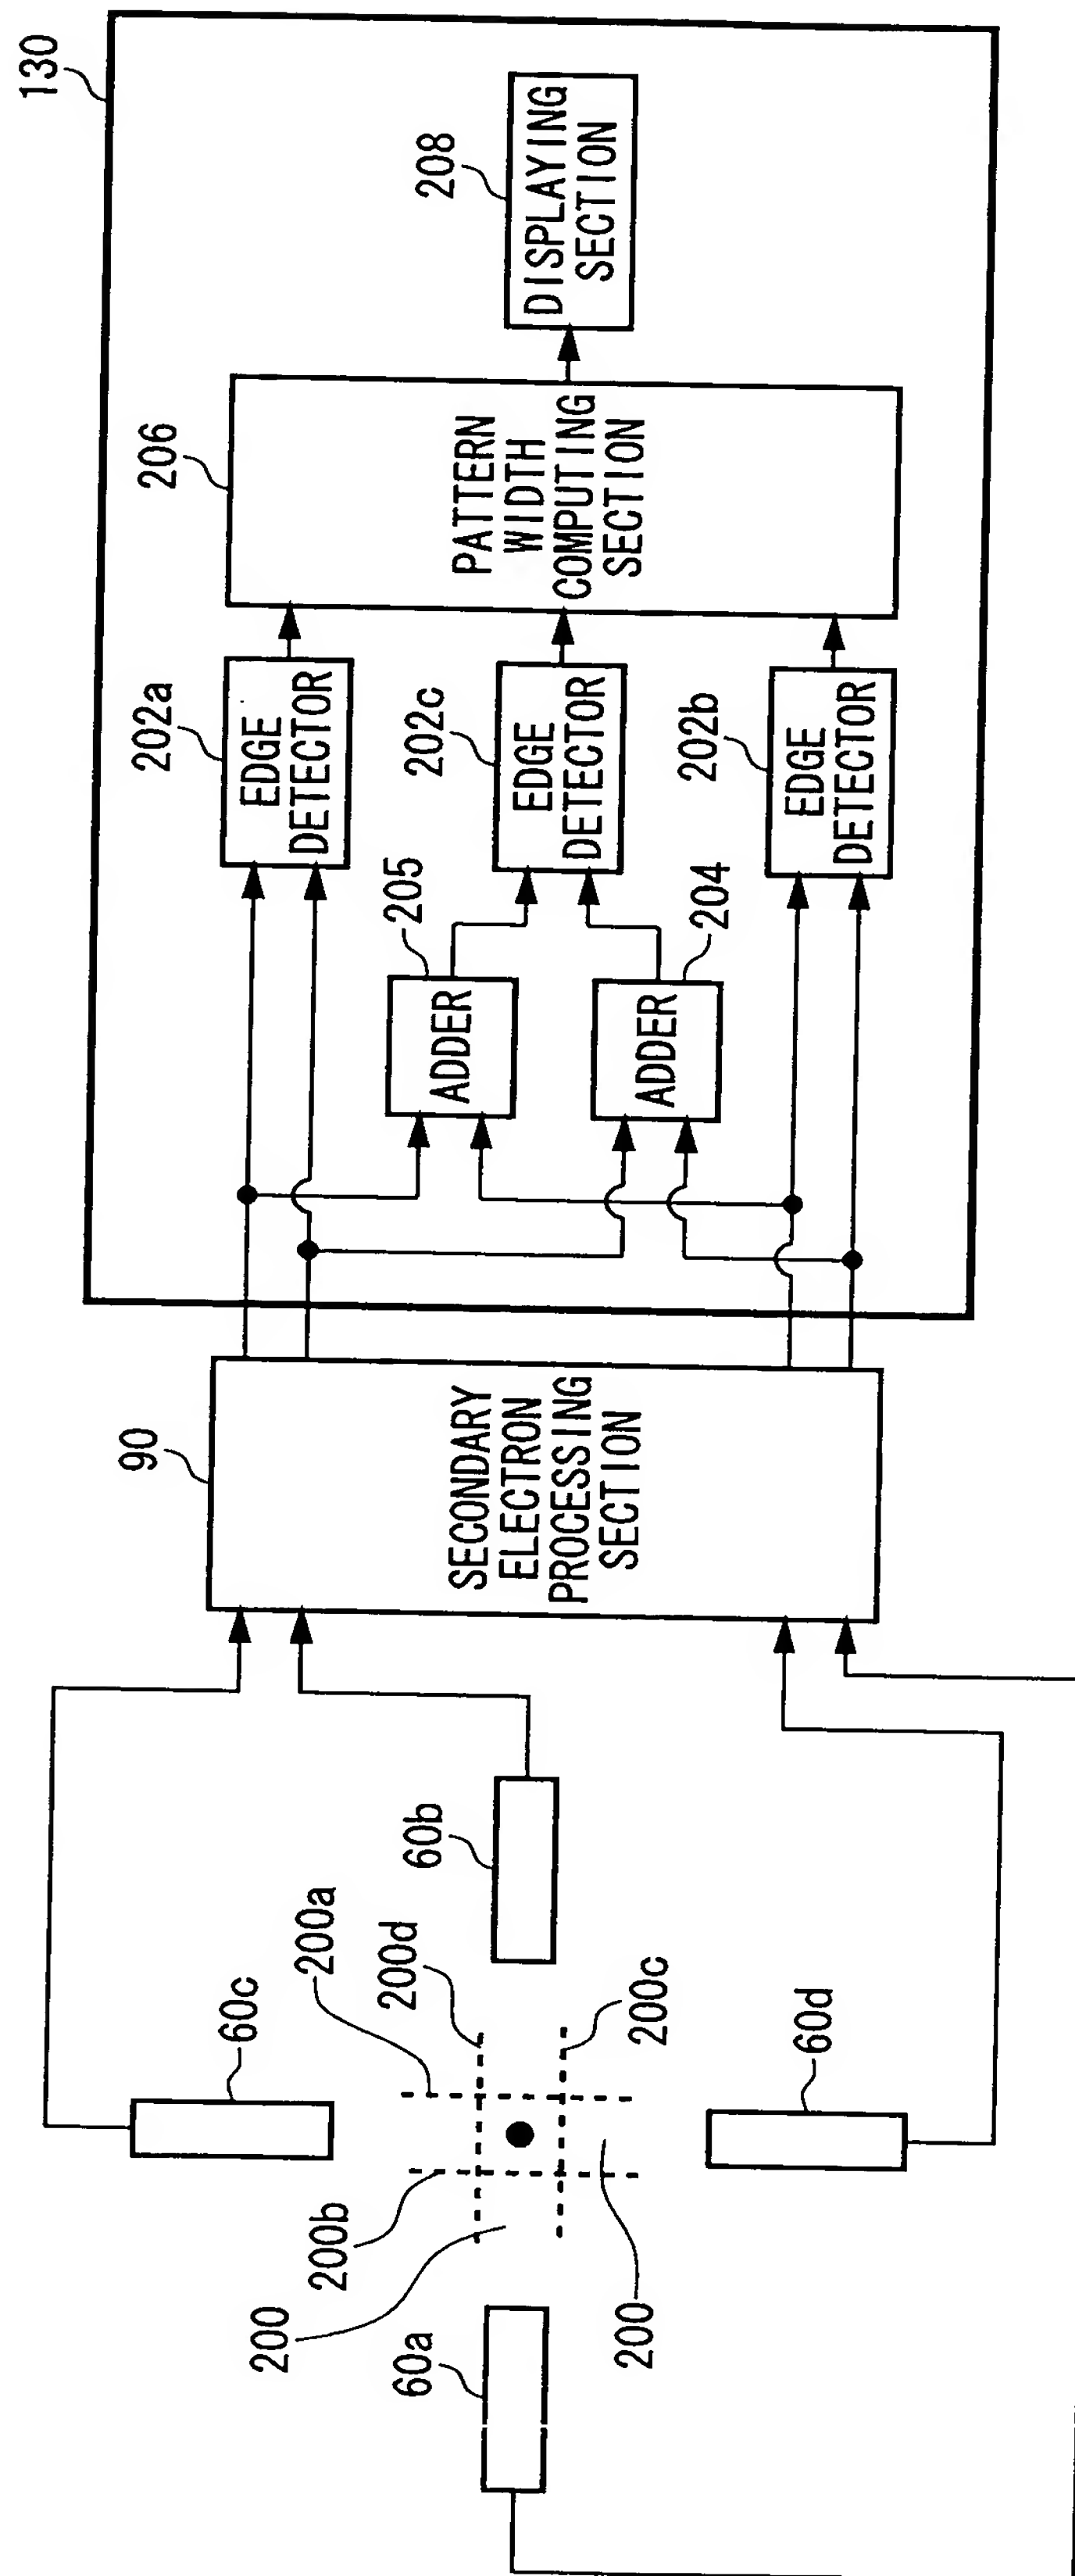 130
208
DISPLAYING
SECTION
206
PATTERN
WIDTH
COMPUTING
SECTION
202a
EDGE
DETECTOR
202c
EDGE
DETECTOR
202b
EDGE
DETECTOR
205
ADDER
204
ADDER
90
SECONDARY
ELECTRON
PROCESSING
SECTION
60c
60b
200a
200d
200c
60d
200b
200
60a
200